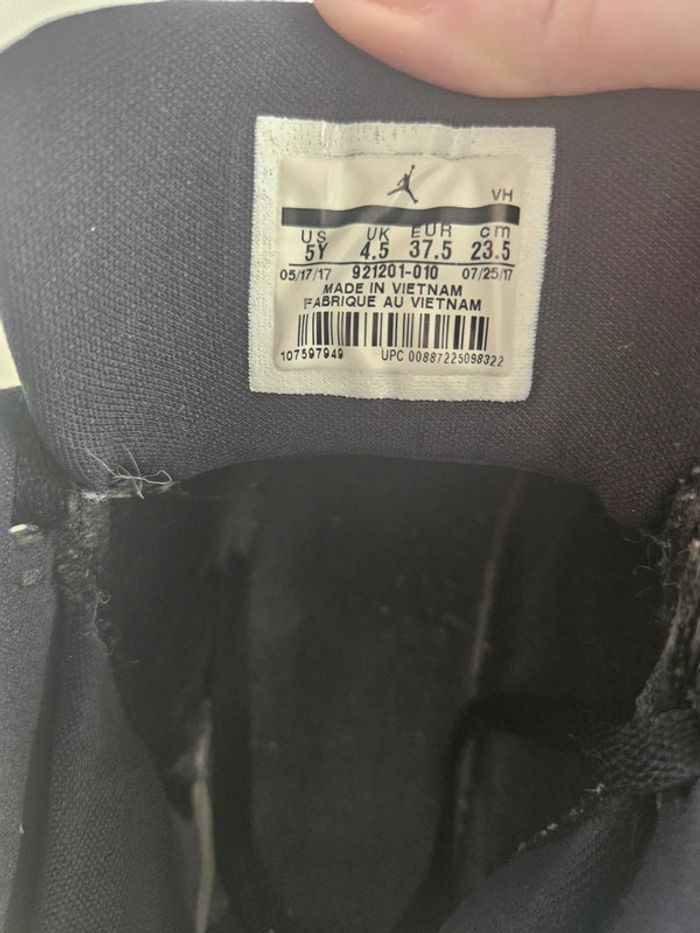 VH
US UK EUR cm
5Y 4.5 37.5 23.5
05/17/17 921201-010 07/25/17
MADE IN VIETNAM
FABRIQUE AU VIETNAM
107597949 UPC 00887225098322